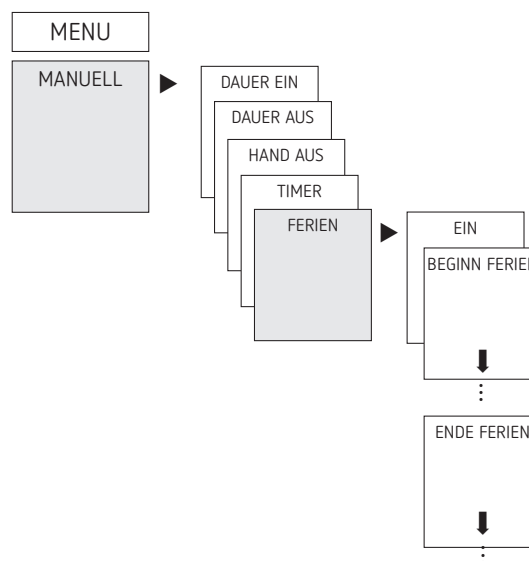 MENU
MANUELL
DAUER EIN
DAUER AUS
HAND AUS
TIMER
FERIEN
EIN
BEGINN FERIEN
ENDE FERIEN